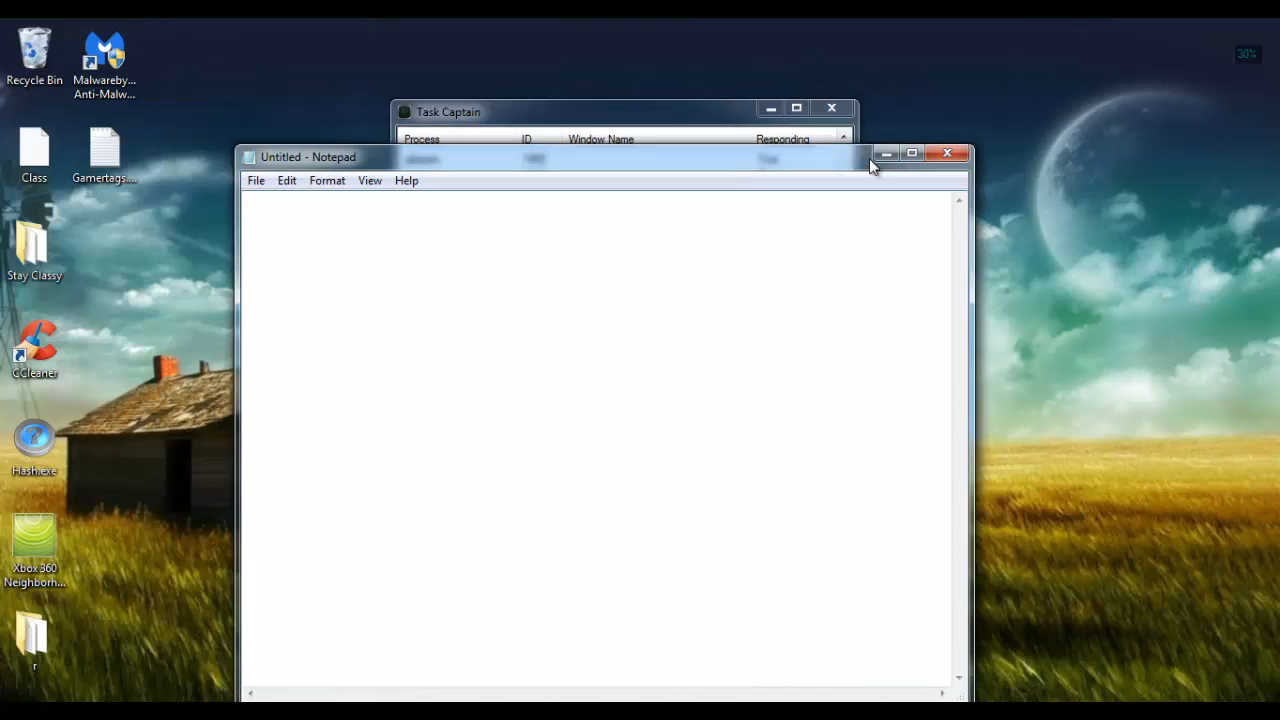 30%
Recycle Bin
Malwareby...
Anti-Malw...
Task Captain
Process ID Window Name Responding
Untitled - Notepad
File Edit Format View Help
Class
Gamertags....
Stay Classy
CCleaner
Hash.exe
Xbox 360
Neighborh...
r